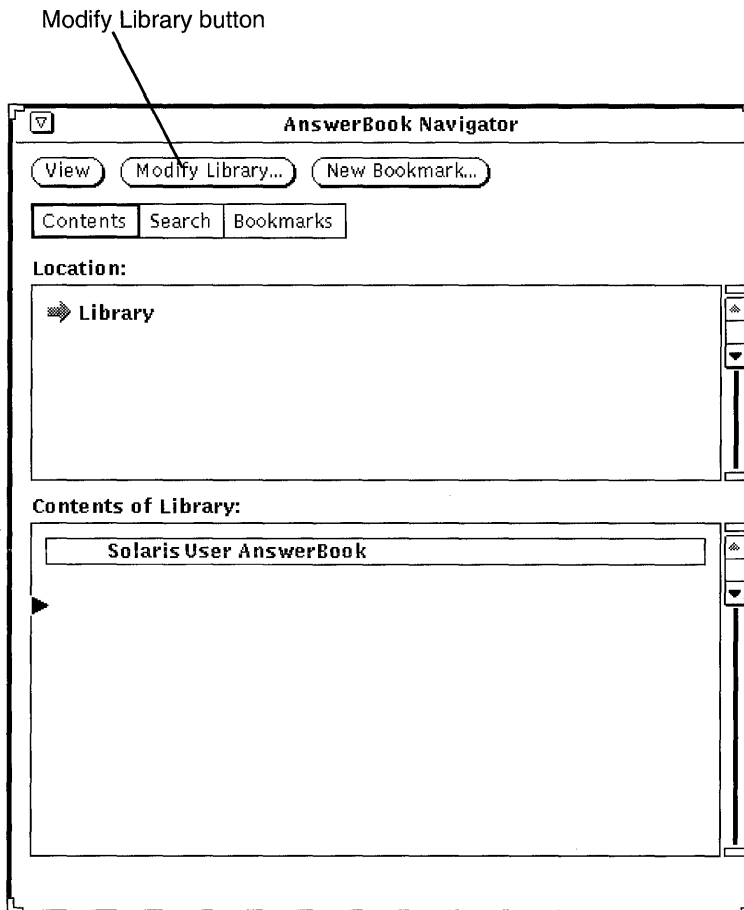 Modify Library button
AnswerBook Navigator
View Modify Library... New Bookmark...
Contents Search Bookmarks
Location:
Library
Contents of Library:
Solaris User AnswerBook